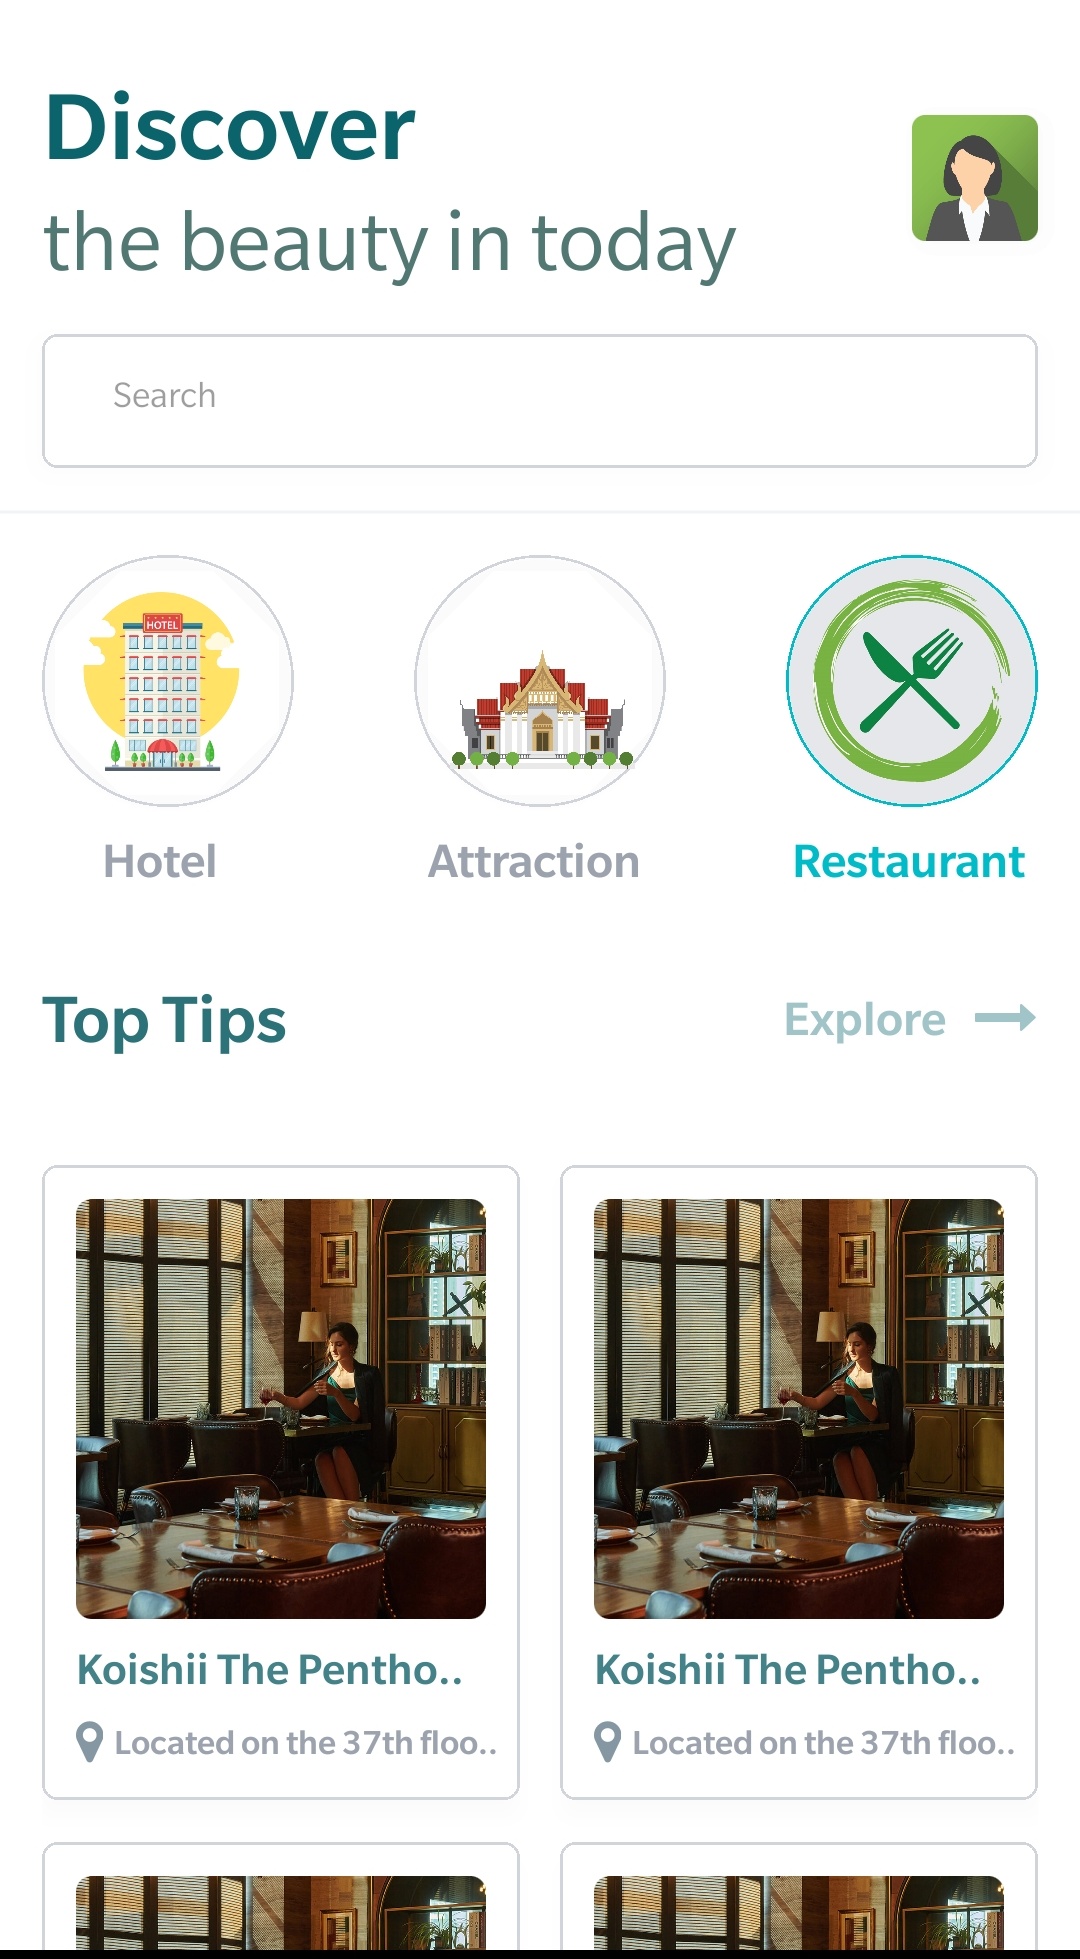 Discover
the beauty in today
Search
HOTEL
Hotel
Attraction
Restaurant
Top Tips
Explore
Koishii The Pentho..
Located on the 37th floo..
Koishii The Pentho..
Located on the 37th floo..